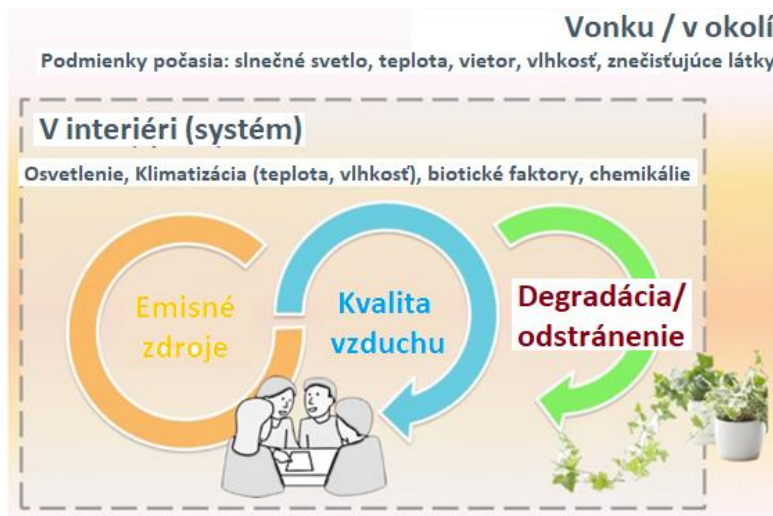 Vonku / v okolí
Podmienky počasia: slnečné svetlo, teplota, vietor, vlhkosť, znečisťujúce látky
V interiéri (systém)
Osvetlenie, Klimatizácia (teplota, vlhkosť), biotické faktory, chemikálie
Emisné
zdroje
Kvalita
vzduchu
Degradácia/
odstránenie